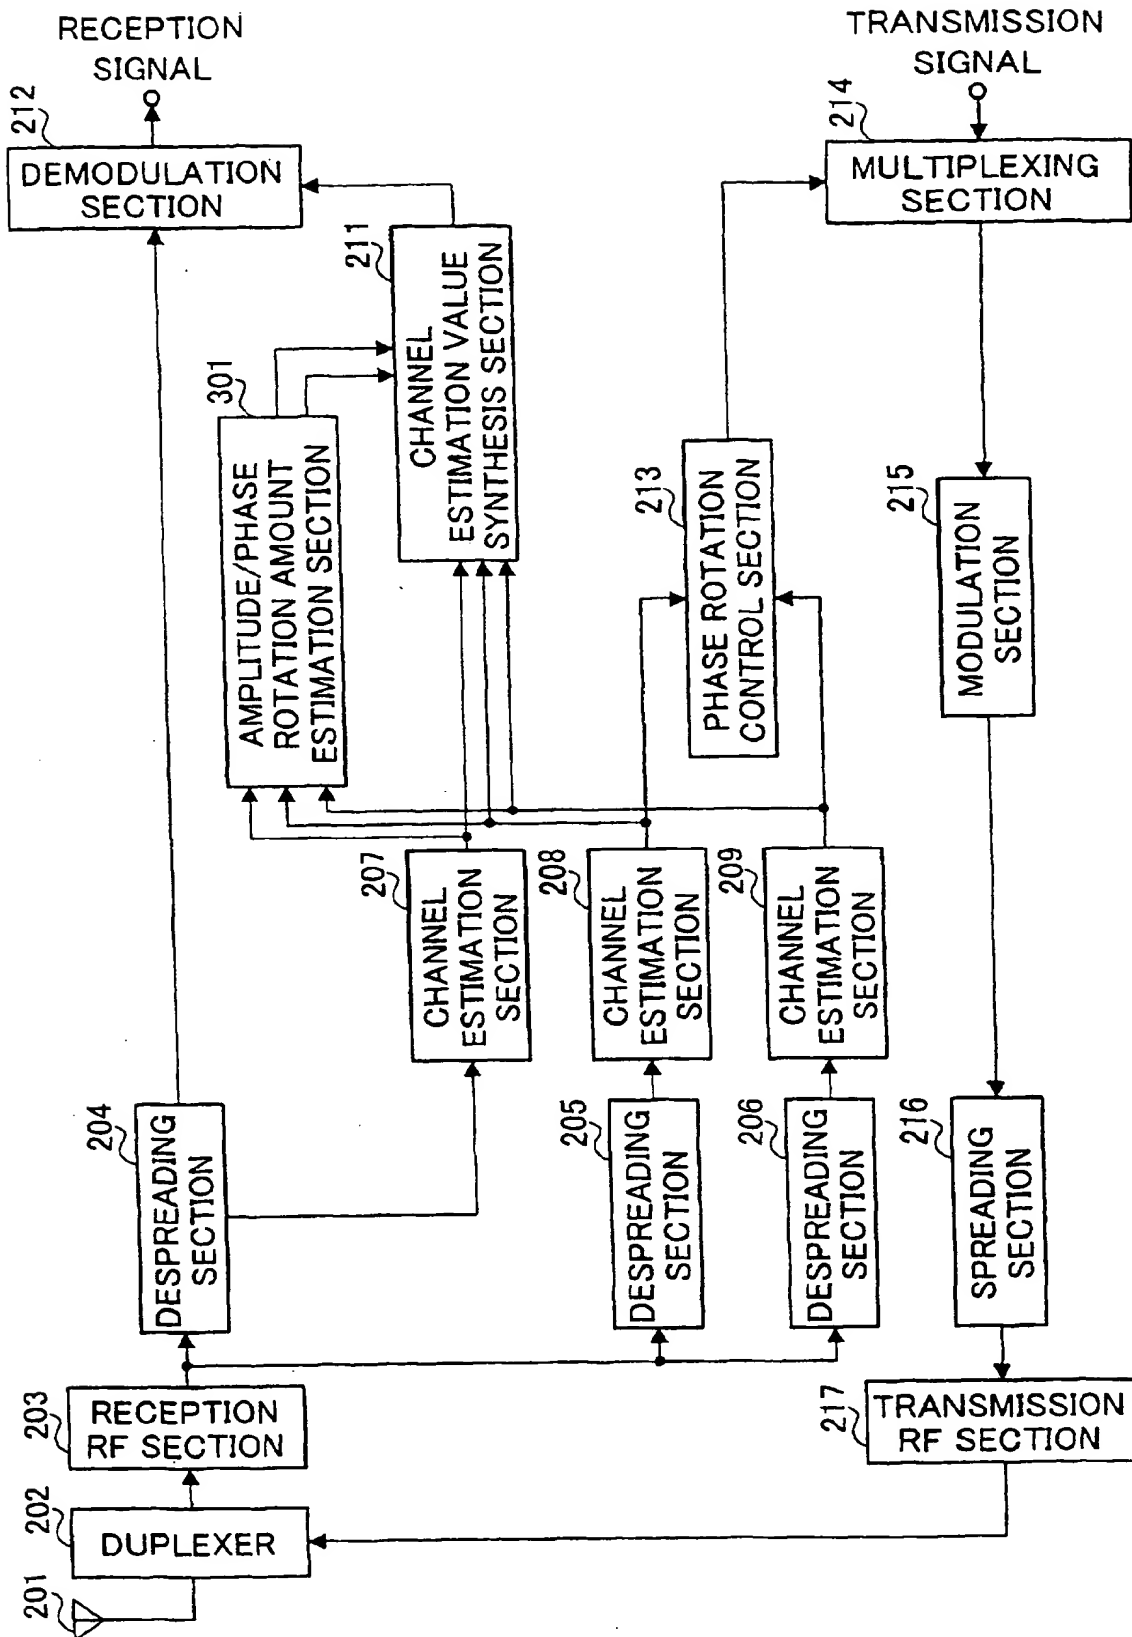 RECEPTION
SIGNAL
TRANSMISSION
SIGNAL
212
DEMODULATION
SECTION
214
MULTIPLEXING
SECTION
211
CHANNEL
ESTIMATION VALUE
SYNTHESIS SECTION
301
AMPLITUDE/PHASE
ROTATION AMOUNT
ESTIMATION SECTION
213
PHASE ROTATION
CONTROL SECTION
215
MODULATION
SECTION
207
CHANNEL
ESTIMATION
SECTION
208
CHANNEL
ESTIMATION
SECTION
209
CHANNEL
ESTIMATION
SECTION
204
DESPREADING
SECTION
205
DESPREADING
SECTION
206
DESPREADING
SECTION
216
SPREADING
SECTION
203
RECEPTION
RF SECTION
217
TRANSMISSION
RF SECTION
202
DUPLEXER
201